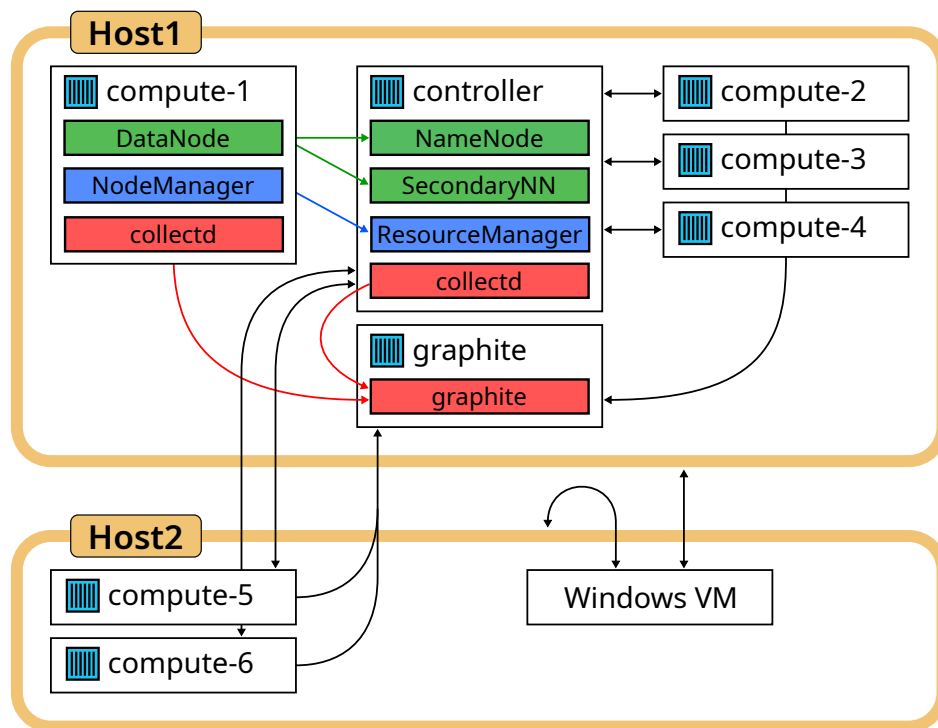 Host1
compute-1
DataNode
NodeManager
collectd
controller
NameNode
SecondaryNN
ResourceManager
collectd
graphite
graphite
compute-2
compute-3
compute-4
Host2
compute-5
compute-6
Windows VM